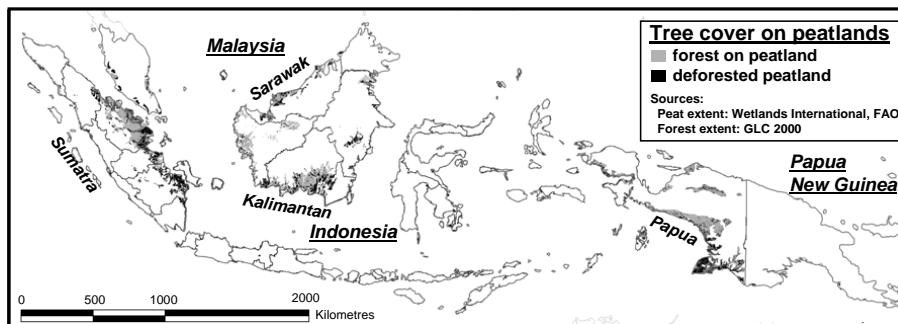 Tree cover on peatlands
forest on peatland
deforested peatland
Sources:
Peat extent: Wetlands International, FAO
Forest extent: GLC 2000
Malaysia
Sarawak
Sumatra
Kalimantan
Indonesia
Papua
Papua
New Guinea
0 500 1000 2000
Kilometres